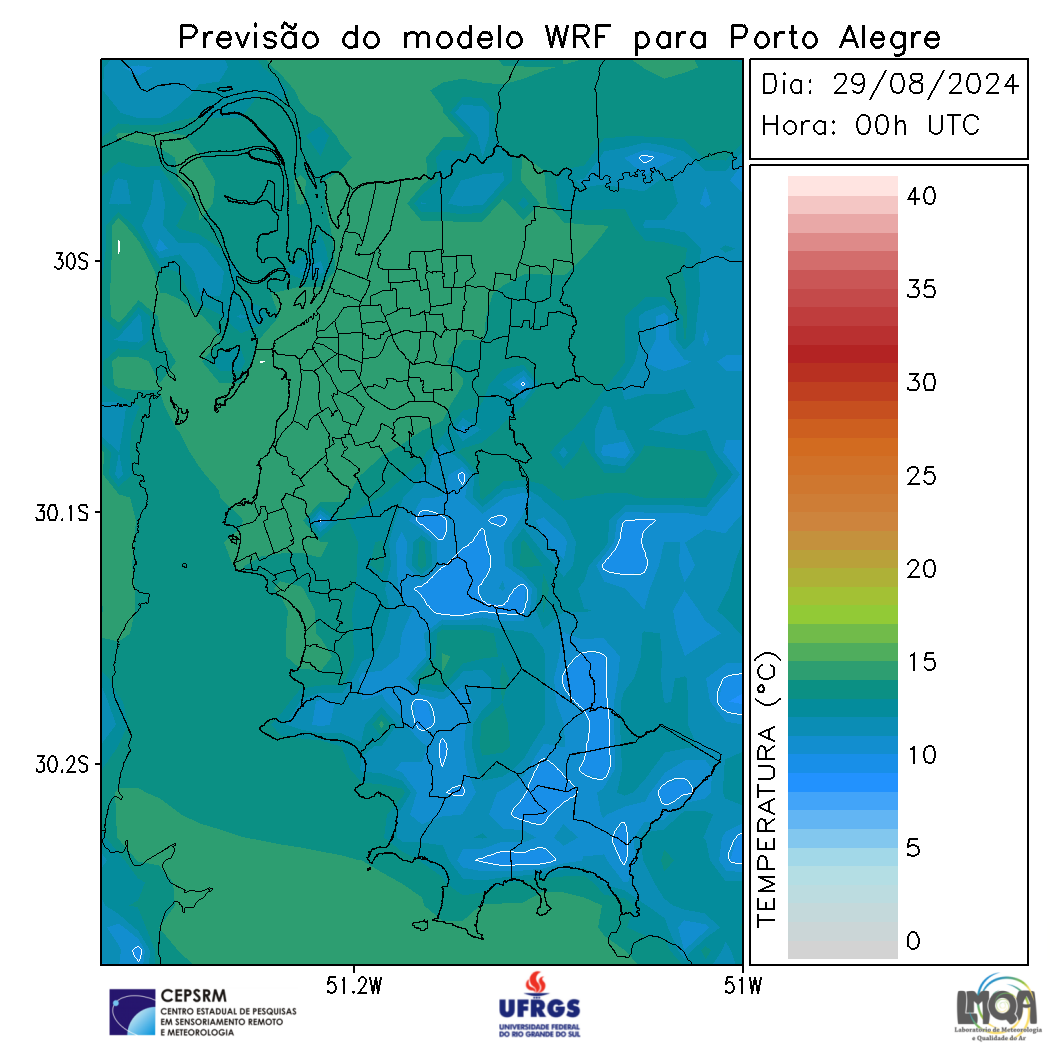 Previsão do modelo WRF para Porto Alegre
Dia: 29/08/2024
Hora: 00h UTC
30S
30.1S
30.2S
51.2W
51W
TEMPERATURA (°C)
40
35
30
25
20
15
10
5
0
CEPSRM
CENTRO ESTADUAL DE PESQUISAS
EM SENSORIAMENTO REMOTO
E METEOROLOGIA
UFRGS
UNIVERSIDADE FEDERAL
DO RIO GRANDE DO SUL
LMQA
Laboratório de Meteorologia
e Qualidade do Ar